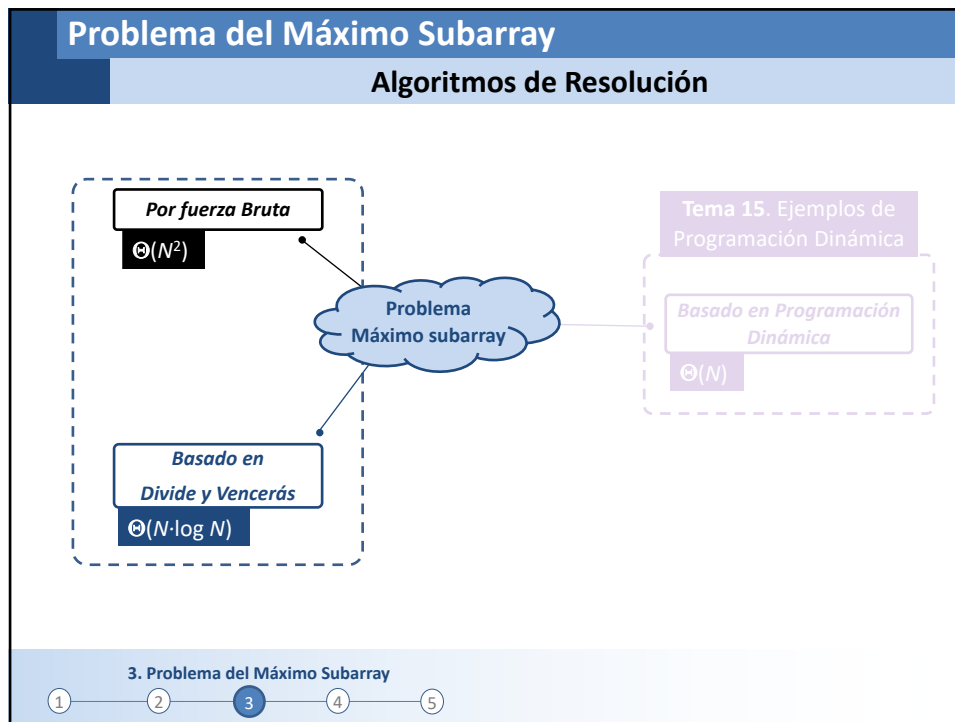 Problema del Máximo Subarray
Algoritmos de Resolución
Por fuerza Bruta
Θ(N²)
Problema
Máximo subarray
Basado en
Divide y Vencerás
Θ(N·log N)
Tema 15. Ejemplos de
Programación Dinámica
Basado en Programación
Dinámica
Θ(N)
3. Problema del Máximo Subarray
1 2 3 4 5